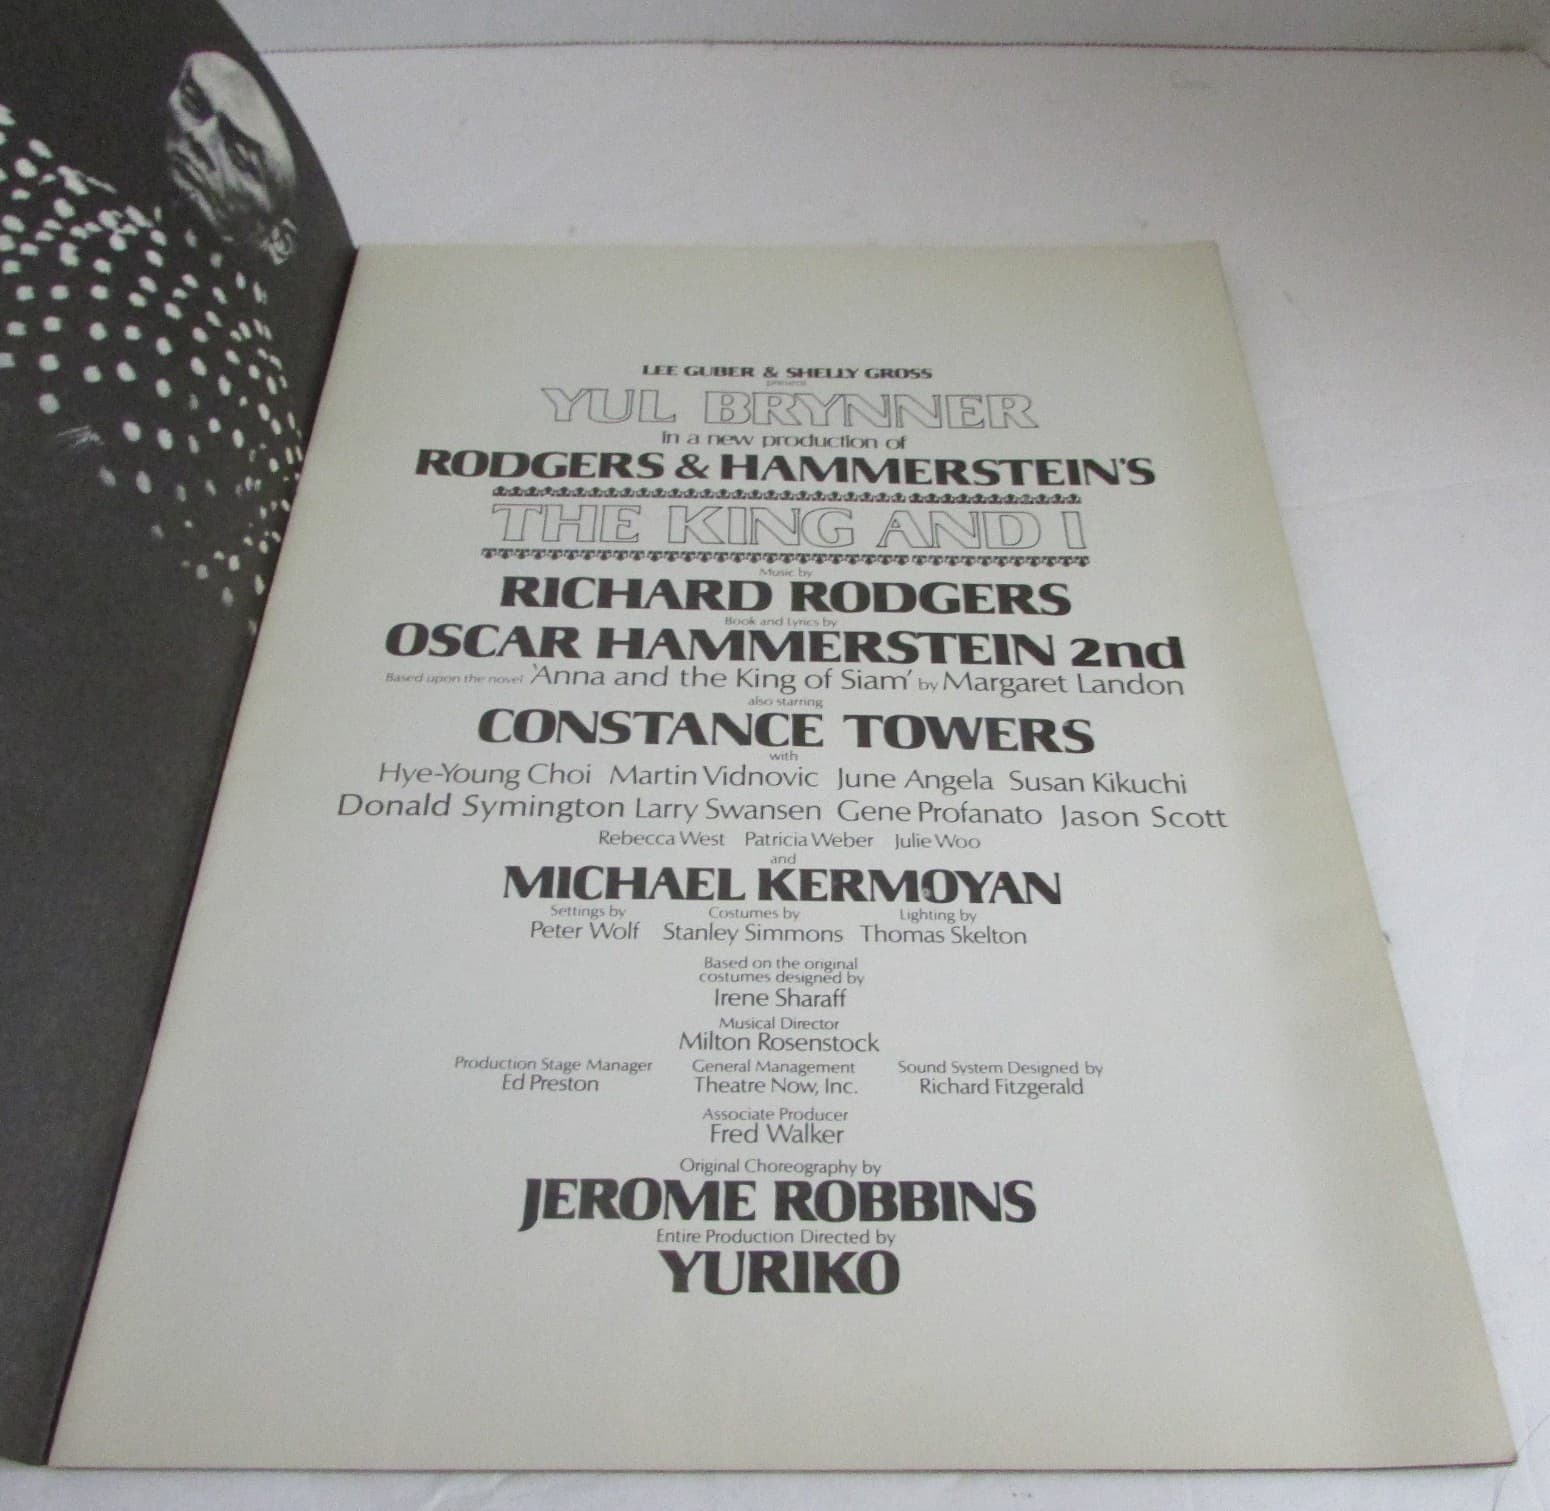 LEE GUBER & SHELLY GROSS
present
YUL BRYNNER
in a new production of
RODGERS & HAMMERSTEIN'S
THE KING AND I
Music by
RICHARD RODGERS
Book and Lyrics by
OSCAR HAMMERSTEIN 2nd
Based upon the novel 'Anna and the King of Siam' by Margaret Landon
also starring
CONSTANCE TOWERS
with
Hye-Young Choi Martin Vidnovic June Angela Susan Kikuchi
Donald Symington Larry Swansen Gene Profanato Jason Scott
Rebecca West Patricia Weber Julie Woo
and
MICHAEL KERMOYAN
Settings by Costumes by Lighting by
Peter Wolf Stanley Simmons Thomas Skelton
Based on the original
costumes designed by
Irene Sharaff
Musical Director
Milton Rosenstock
Production Stage Manager General Management Sound System Designed by
Ed Preston Theatre Now, Inc. Richard Fitzgerald
Associate Producer
Fred Walker
Original Choreography by
JEROME ROBBINS
Entire Production Directed by
YURIKO